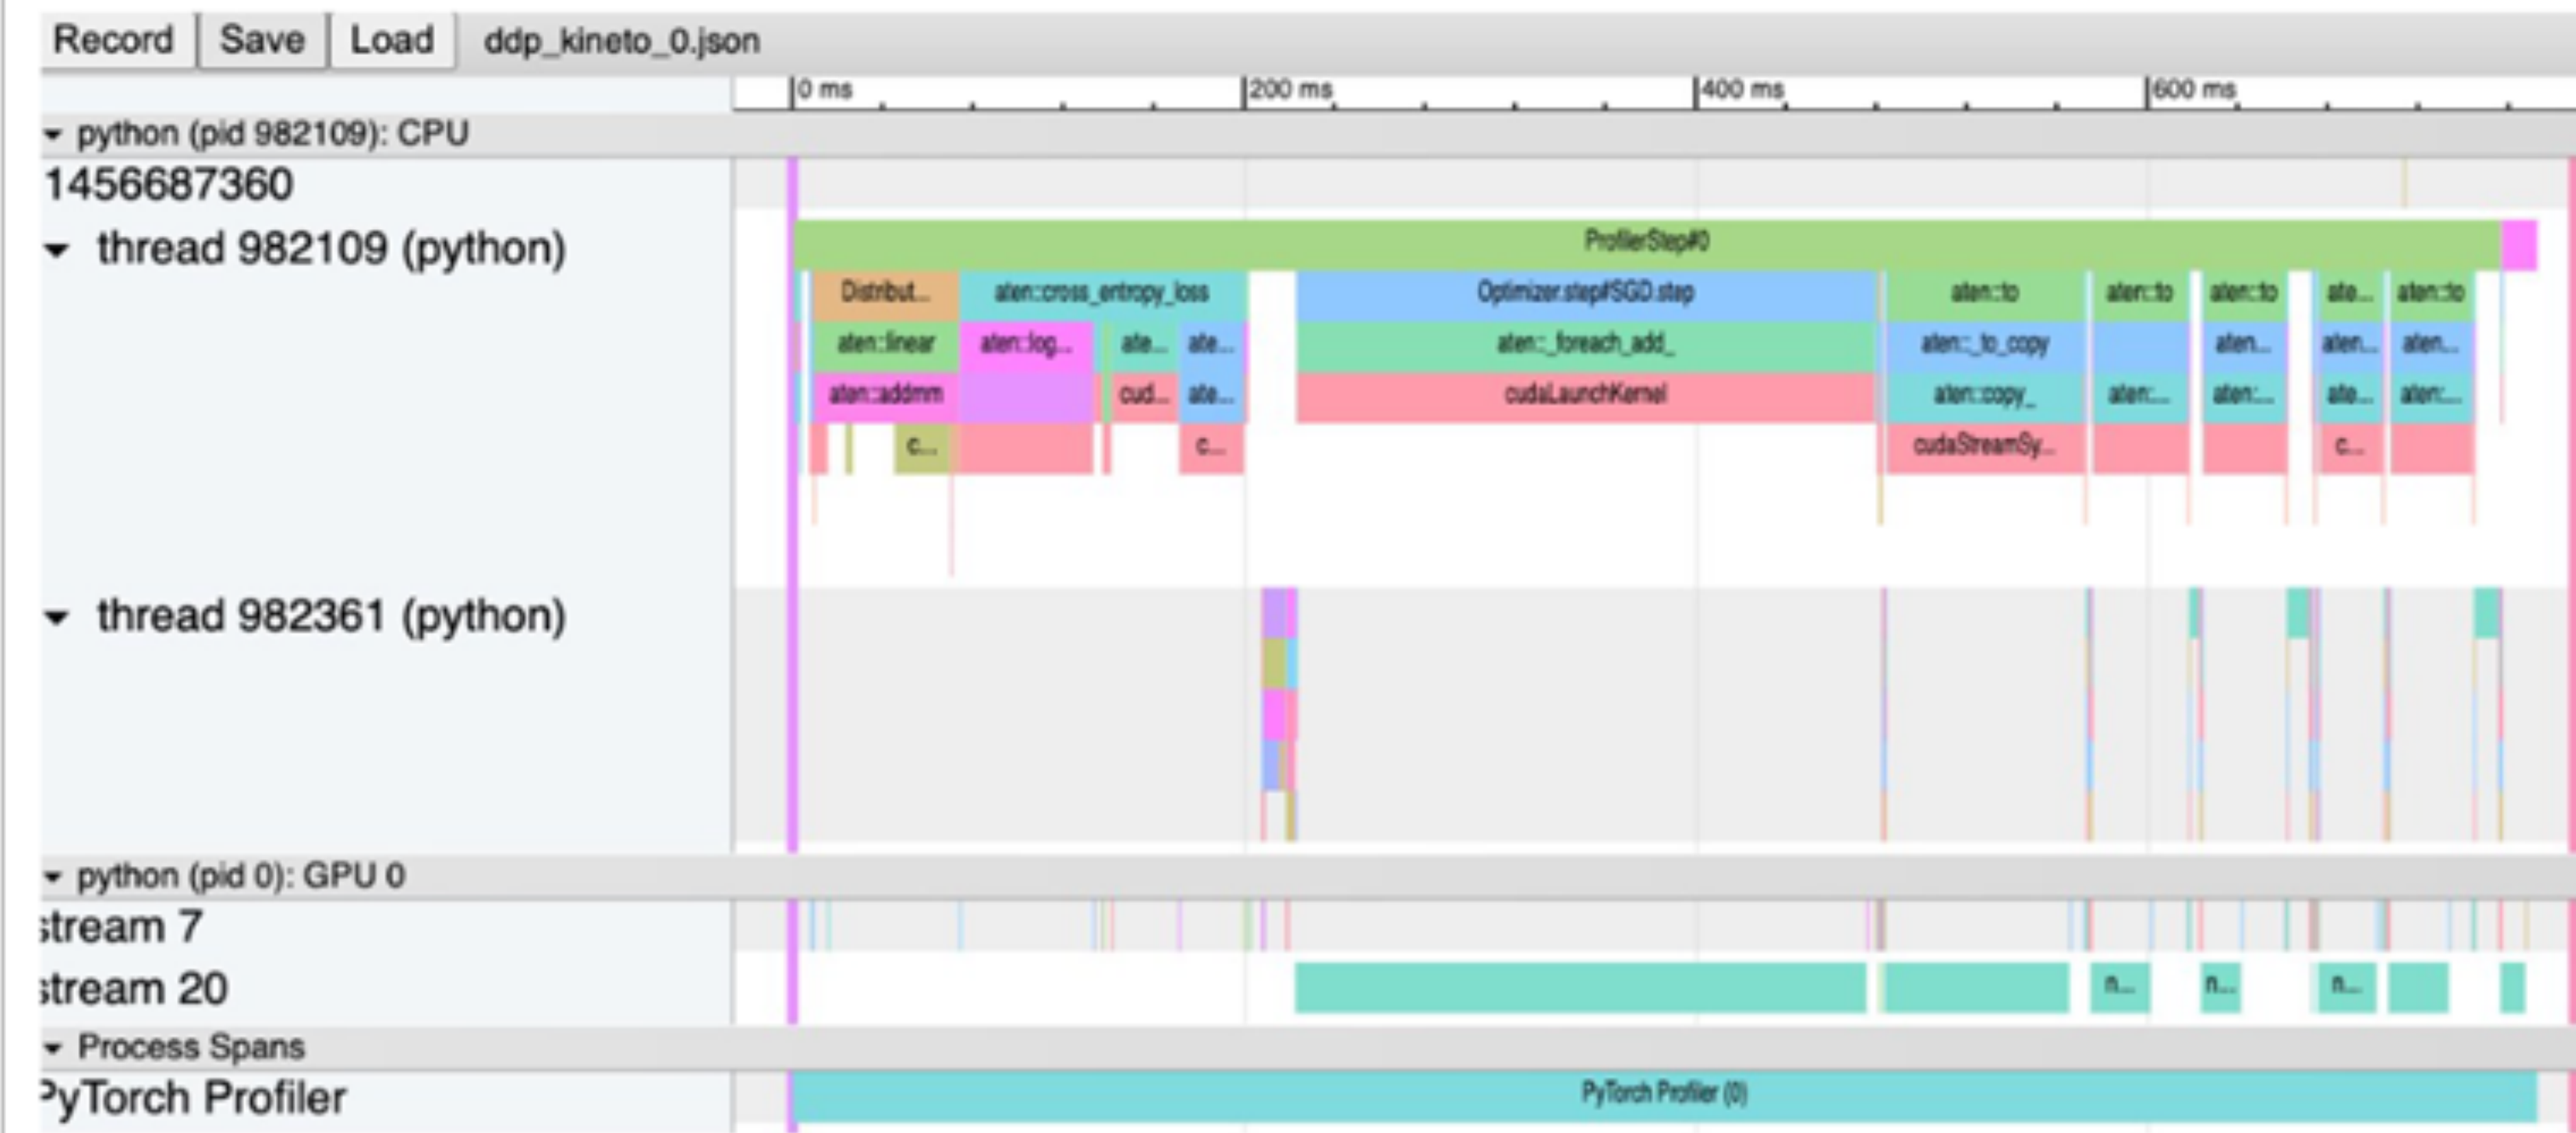 Record Save Load ddp_kineto_0.json
0 ms 200 ms 400 ms 600 ms
python (pid 982109): CPU
1456687360
thread 982109 (python)
ProfilerStep#0
Distribut... aten::cross_entropy_loss Optimizer.step#SGD.step aten::to aten::to aten::to ate... aten::to
aten::linear aten::log... ate... ate... aten::_foreach_add_ aten::_to_copy aten... aten... aten...
aten::addmm cud... ate... cudaLaunchKernel aten::copy_ aten:... aten:... ate... aten:...
c... c... cudaStreamSy... c...
thread 982361 (python)
python (pid 0): GPU 0
stream 7
stream 20 n... n... n...
Process Spans
PyTorch Profiler PyTorch Profiler (0)